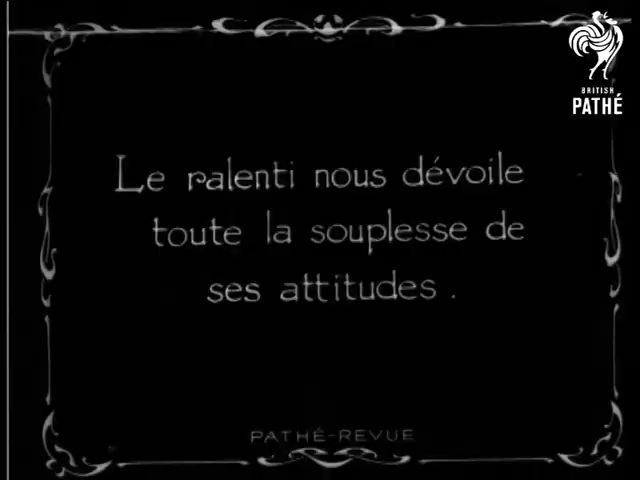 BRITISH
PATHÉ
Le ralenti nous dévoile
toute la souplesse de
ses attitudes .
PATHÉ-REVUE